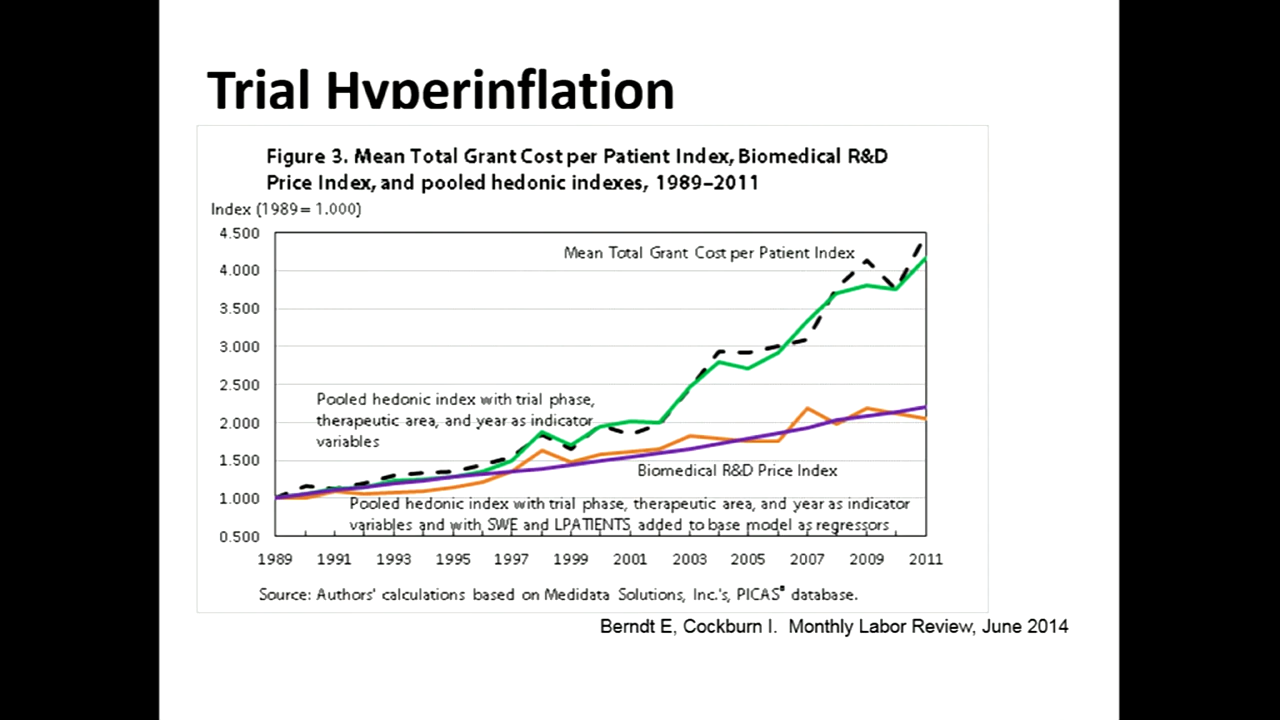 Trial Hyperinflation
Figure 3. Mean Total Grant Cost per Patient Index, Biomedical R&D
Price Index, and pooled hedonic indexes, 1989–2011
Index (1989= 1.000)
4.500
Mean Total Grant Cost per Patient Index
4.000
3.500
3.000
2.500
Pooled hedonic index with trial phase,
therapeutic area, and year as indicator
variables
2.000
1.500
Biomedical R&D Price Index
1.000
Pooled hedonic index with trial phase, therapeutic area, and year as indicator
variables and with SWE and LPATIENTS added to base model as regressors
0.500
1989 1991 1993 1995 1997 1999 2001 2003 2005 2007 2009 2011
Source: Authors' calculations based on Medidata Solutions, Inc.'s, PICAS® database.
Berndt E, Cockburn I. Monthly Labor Review, June 2014